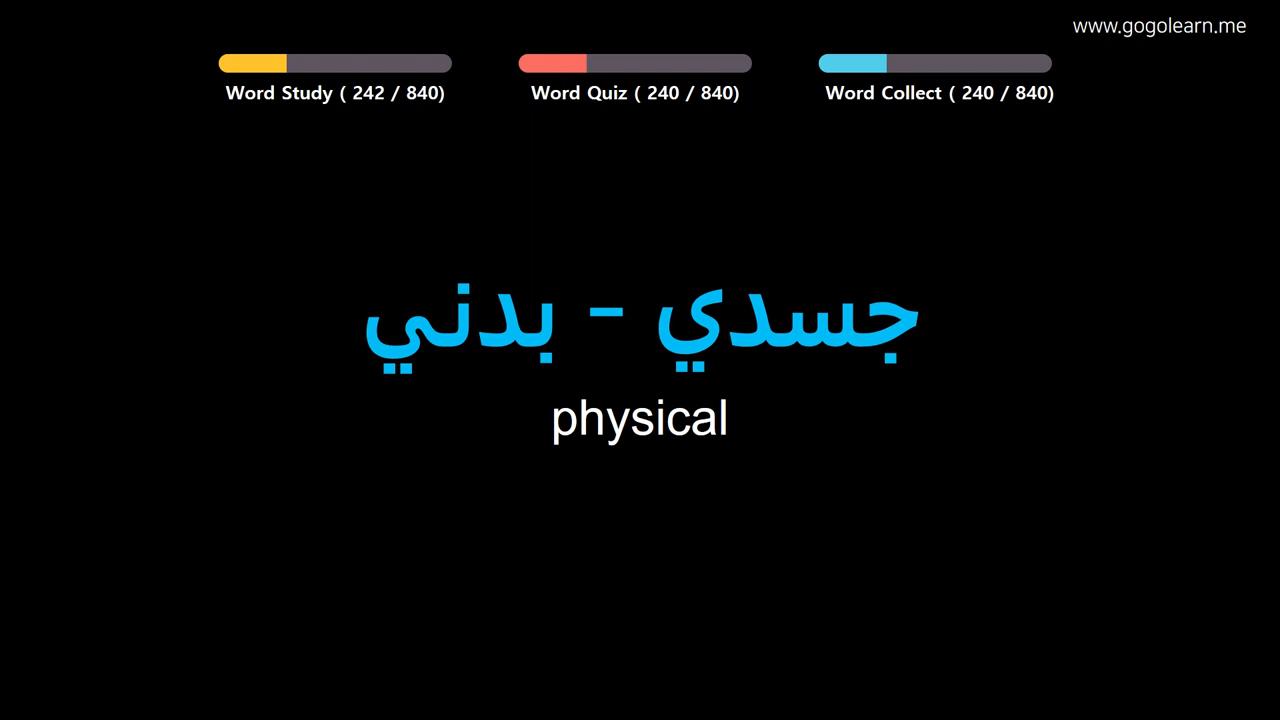 www.gogolearn.me
Word Study ( 242 / 840)
Word Quiz ( 240 / 840)
Word Collect ( 240 / 840)
جسدي - بدني
physical